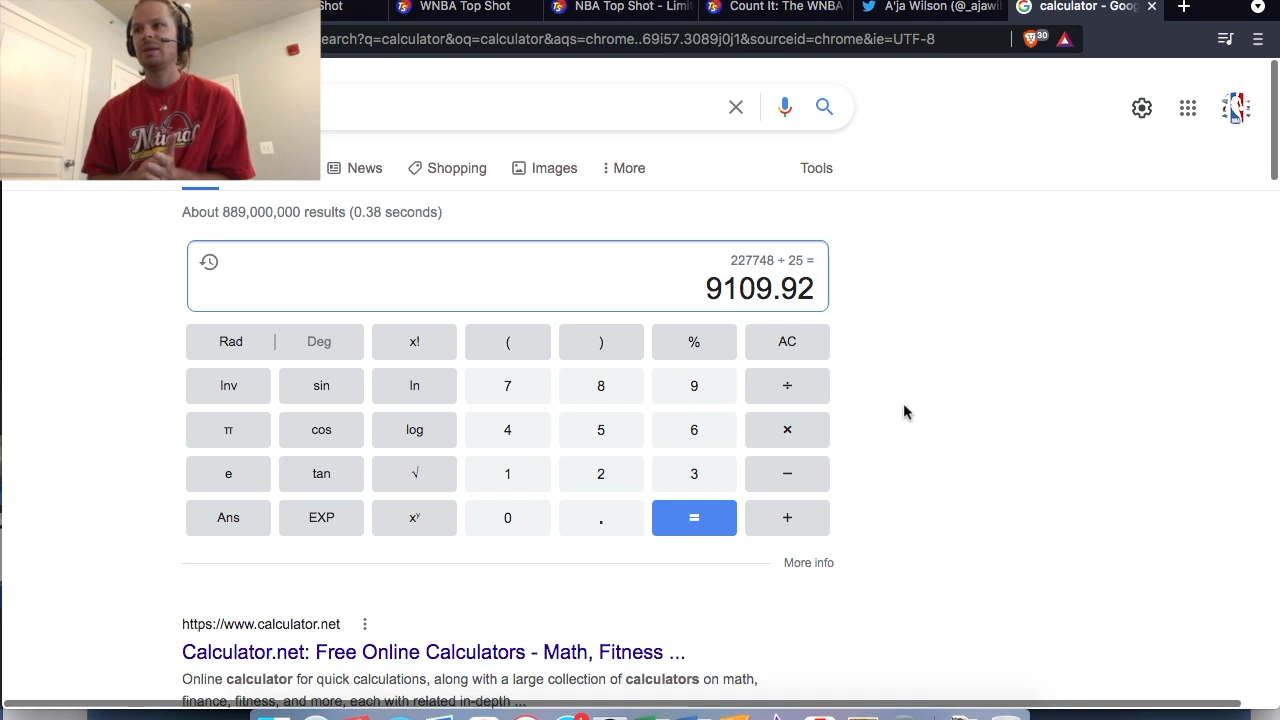 Shot
WNBA Top Shot
NBA Top Shot - Limi
Count It: The WNBA
A'ja Wilson (@_ajawil
calculator - Goog
earch?q=calculator&oq=calculator&aqs=chrome..69i57.3089j0j1&sourceid=chrome&ie=UTF-8
30
National
News
Shopping
Images
More
Tools
About 889,000,000 results (0.38 seconds)
227748 ÷ 25 =
9109.92
Rad | Deg x! ( ) % AC
Inv sin ln 7 8 9 ÷
π cos log 4 5 6 ×
e tan √ 1 2 3 −
Ans EXP xʸ 0 . = +
More info
https://www.calculator.net
Calculator.net: Free Online Calculators - Math, Fitness ...
Online calculator for quick calculations, along with a large collection of calculators on math,
finance, fitness, and more, each with related in-depth ...